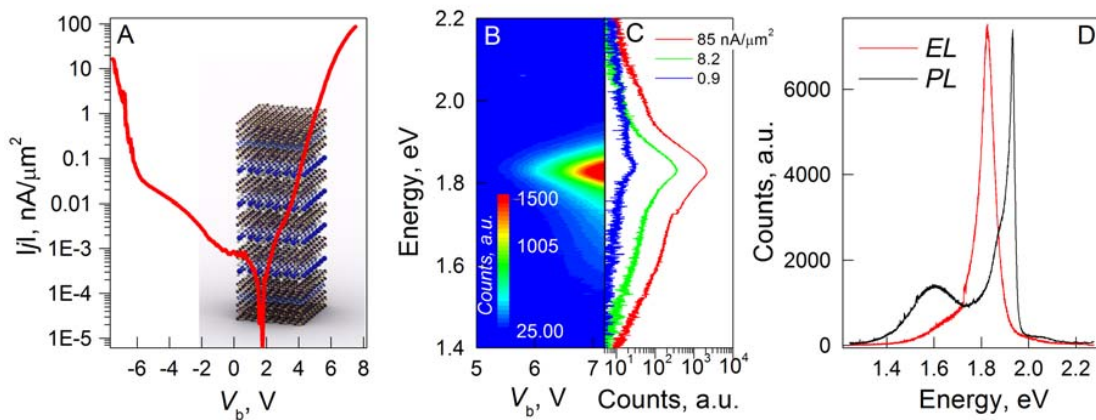 A
|j|, nA/μm²
100
10
1
0.1
0.01
1E-3
1E-4
1E-5
-6 -4 -2 0 2 4 6 8
V_b, V
B
Energy, eV
2.2
2.0
1.8
1.6
1.4
Counts, a.u.
1500
1005
25.00
5 6 7
V_b, V
C
85 nA/μm²
8.2
0.9
10¹ 10² 10³ 10⁴
Counts, a.u.
D
EL
PL
Counts, a.u.
6000
4000
2000
0
1.4 1.6 1.8 2.0 2.2
Energy, eV